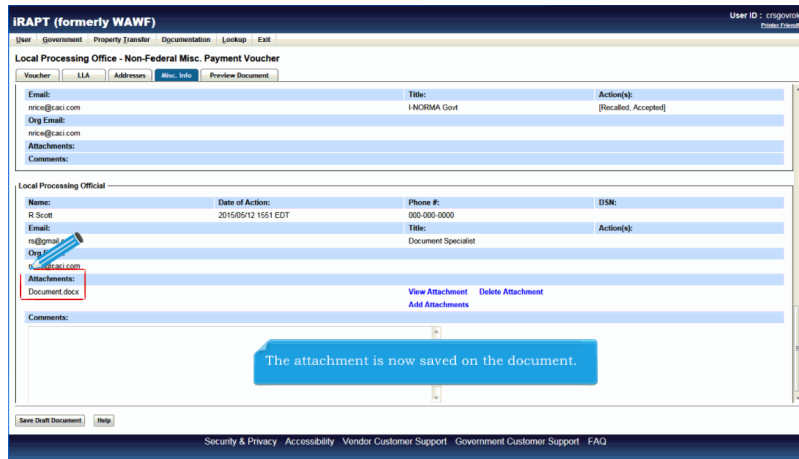 iRAPT (formerly WAWF)
User ID : crsgovrol
Printer Friendl
User Government Property Transfer Documentation Lookup Exit
Local Processing Office - Non-Federal Misc. Payment Voucher
Voucher LLA Addresses Misc. Info Preview Document
Email: Title: Action(s):
nrice@caci.com I-NORMA Govt [Recalled, Accepted]
Org Email:
nrice@caci.com
Attachments:
Comments:
Local Processing Official
Name: Date of Action: Phone #: DSN:
R Scott 2015/05/12 1551 EDT 000-000-0000
Email: Title: Action(s):
rs@gmail Document Specialist
Org
caci.com
Attachments:
Document.docx View Attachment Delete Attachment
Add Attachments
Comments:
The attachment is now saved on the document.
Save Draft Document Help
Security & Privacy Accessibility Vendor Customer Support Government Customer Support FAQ